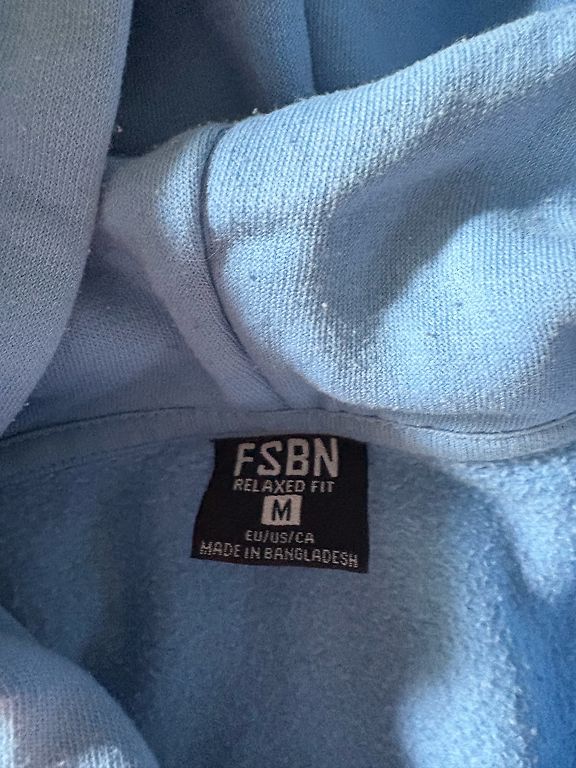 FSBN
RELAXED FIT
M
EU/US/CA
MADE IN BANGLADESH